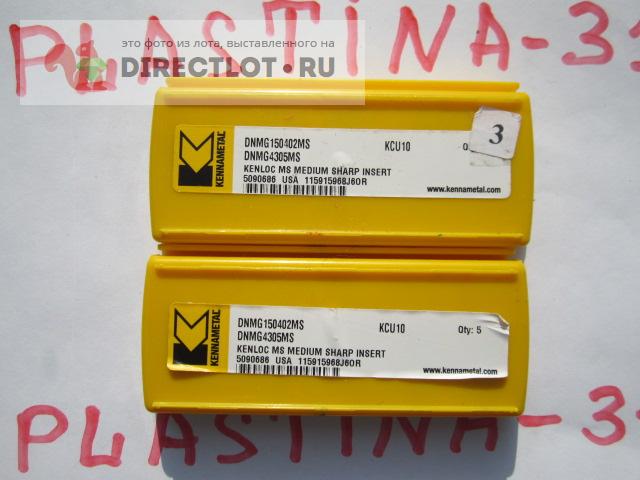 PLASTINA-3
это фото из лота, выставленного на
DIRECTLOT.RU
KENNAMETAL
DNMG150402MS KCU10
3
DNMG4305MS
KENLOC MS MEDIUM SHARP INSERT
5090686 USA 115915968J6OR
www.kennametal.com
KENNAMETAL
DNMG150402MS KCU10 Qty: 5
DNMG4305MS
KENLOC MS MEDIUM SHARP INSERT
5090686 USA 115915968J6OR
www.kennametal.com
PLASTINA-3